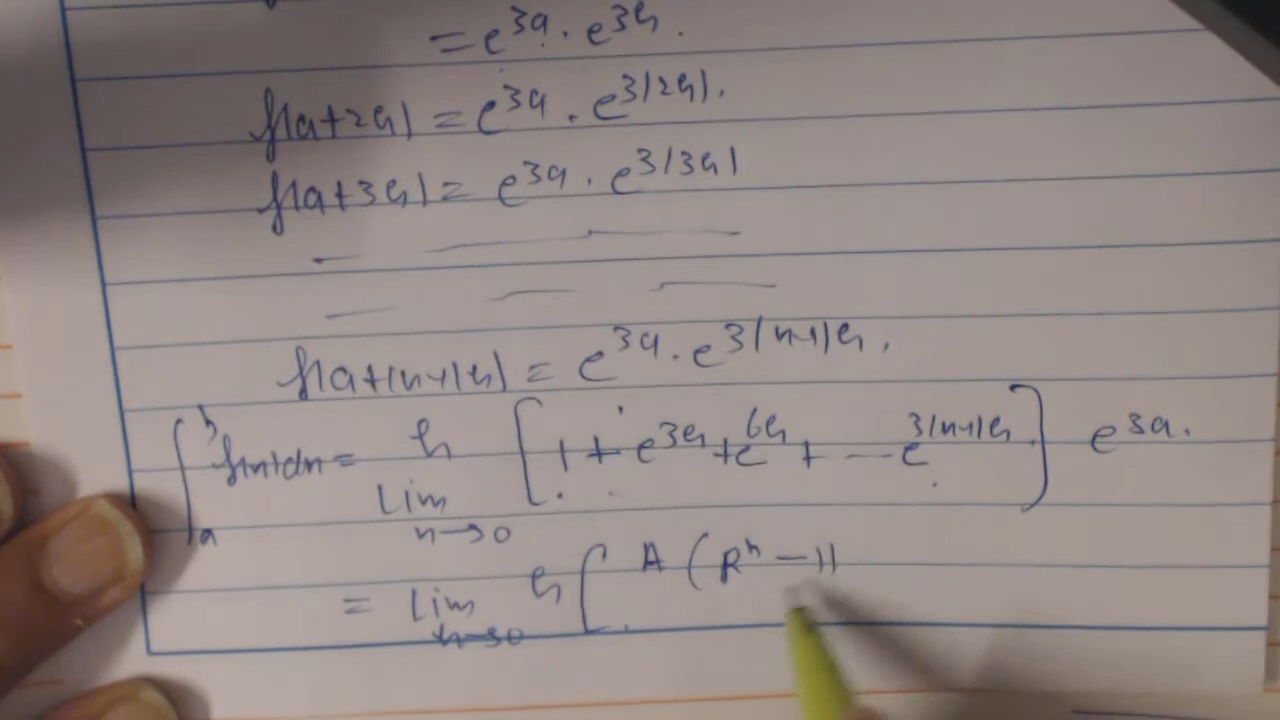 = e^{3a} . e^{3h} .
f(a+2h) = e^{3a} . e^{3(2h)} .
f(a+3h) = e^{3a} . e^{3(3h)}
f(a+(n-1)h) = e^{3a} . e^{3(n-1)h} .
∫_a^b f(x)dx = Lim_{h→0} h [ 1 + e^{3h} + e^{6h} + --- e^{3(n-1)h} ] e^{3a} .
= Lim_{h→0} h [ A (R^n - 1)